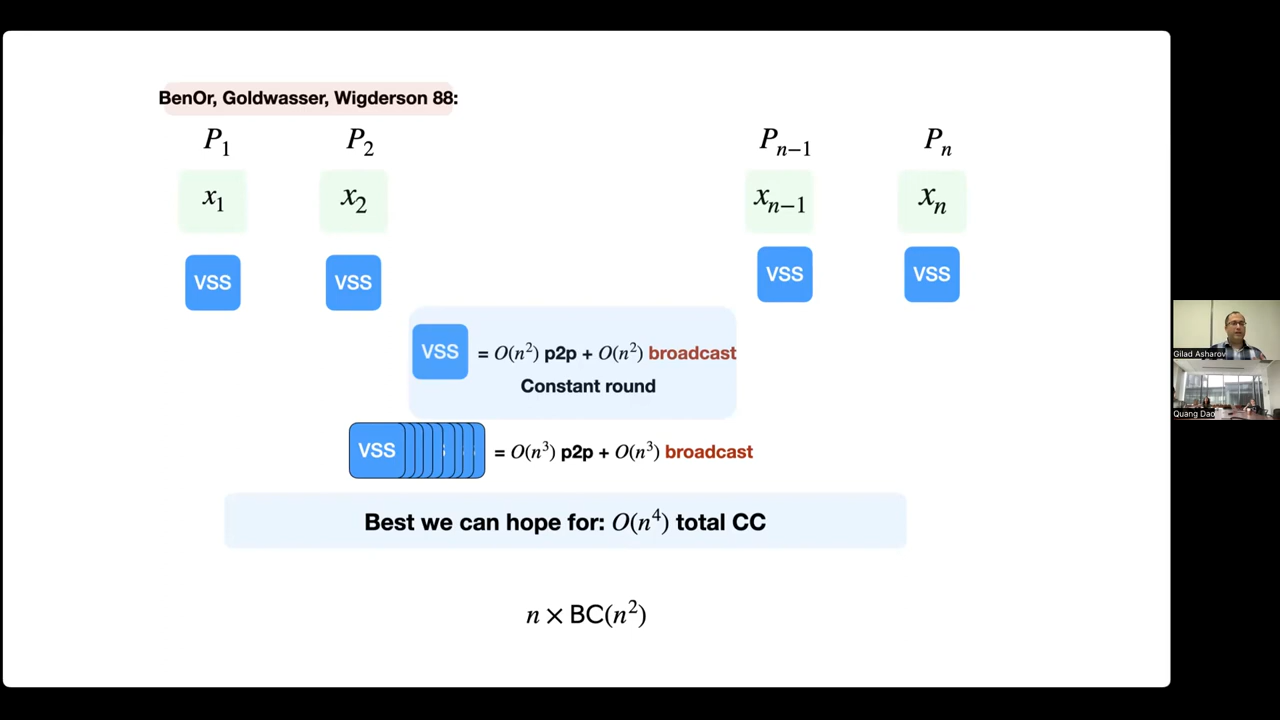 BenOr, Goldwasser, Wigderson 88:
P₁ P₂ Pₙ₋₁ Pₙ
x₁ x₂ xₙ₋₁ xₙ
VSS VSS VSS VSS
VSS = O(n²) p2p + O(n²) broadcast
Constant round
VSS = O(n³) p2p + O(n³) broadcast
Best we can hope for: O(n⁴) total CC
n × BC(n²)
Gilad Asharov
Quang Dao